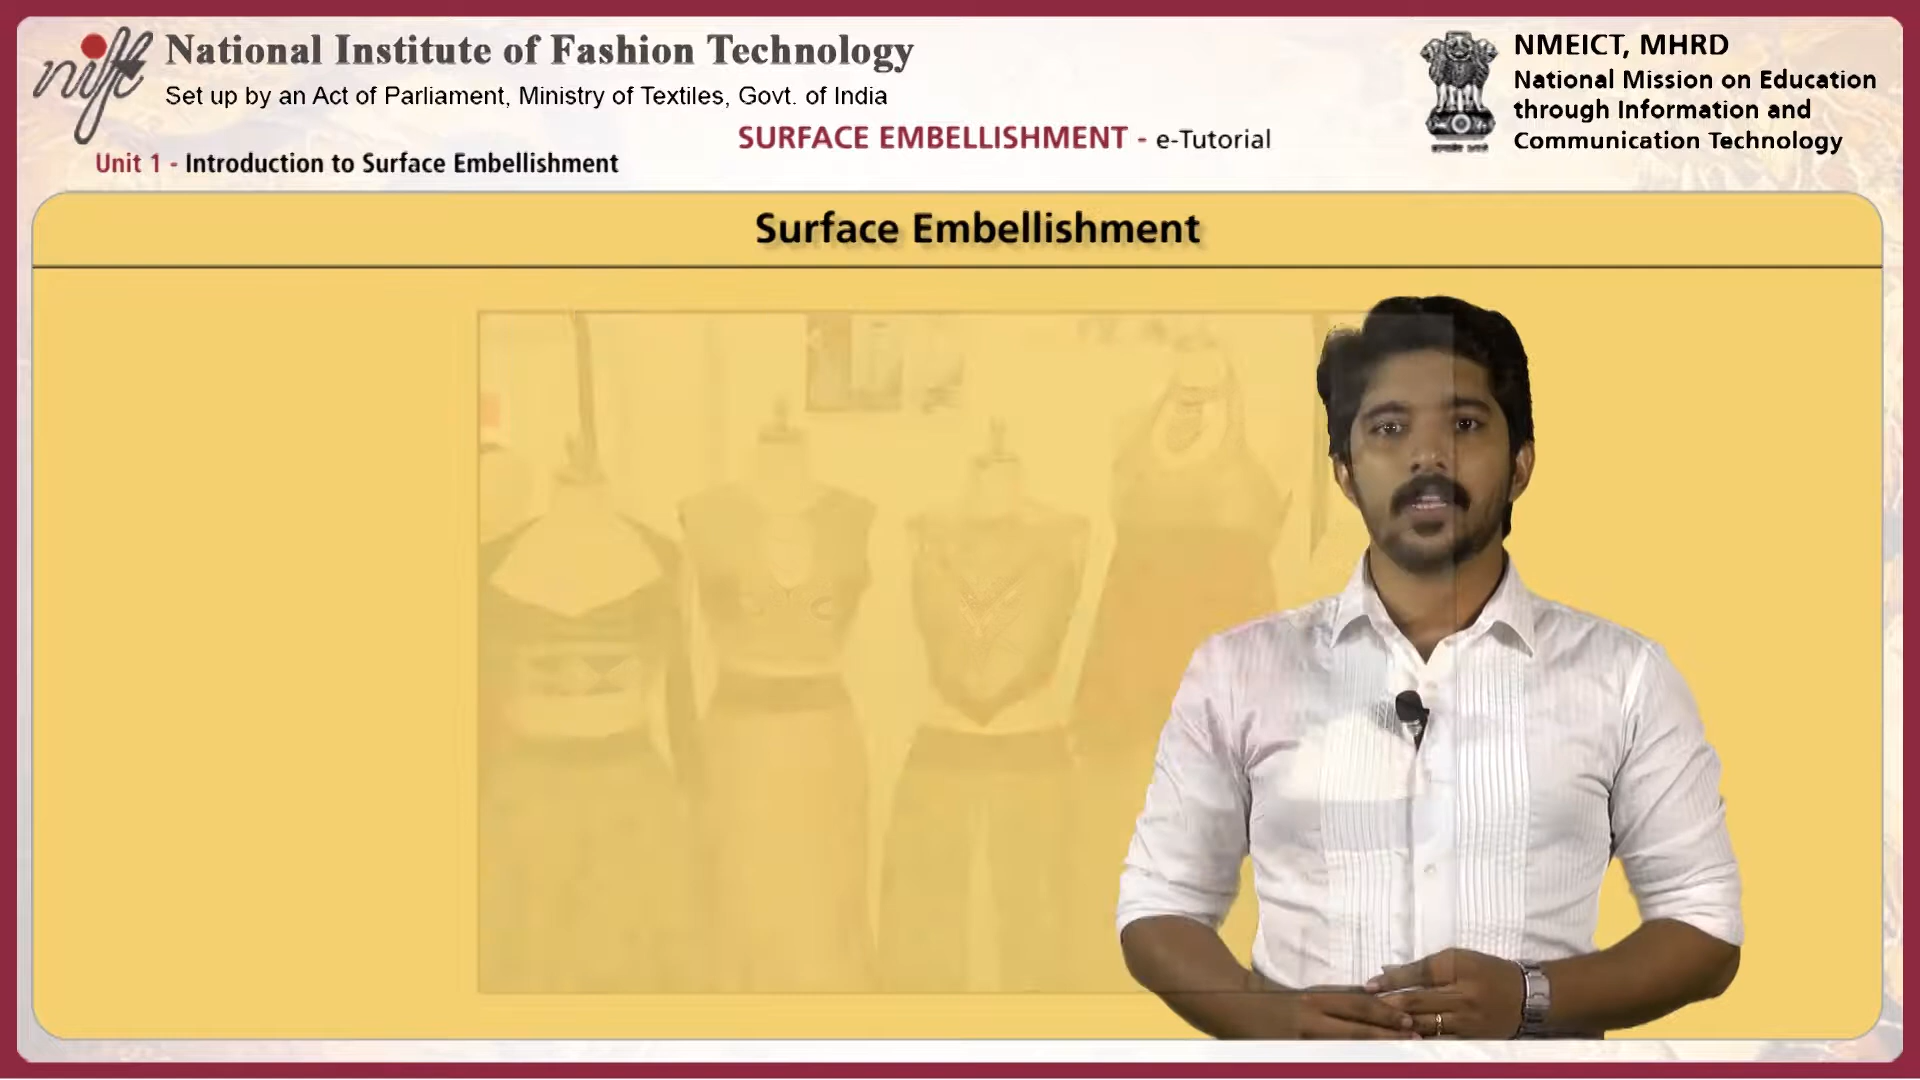 nift
National Institute of Fashion Technology
Set up by an Act of Parliament, Ministry of Textiles, Govt. of India
SURFACE EMBELLISHMENT - e-Tutorial
Unit 1 - Introduction to Surface Embellishment
NMEICT, MHRD
National Mission on Education
through Information and
Communication Technology
Surface Embellishment